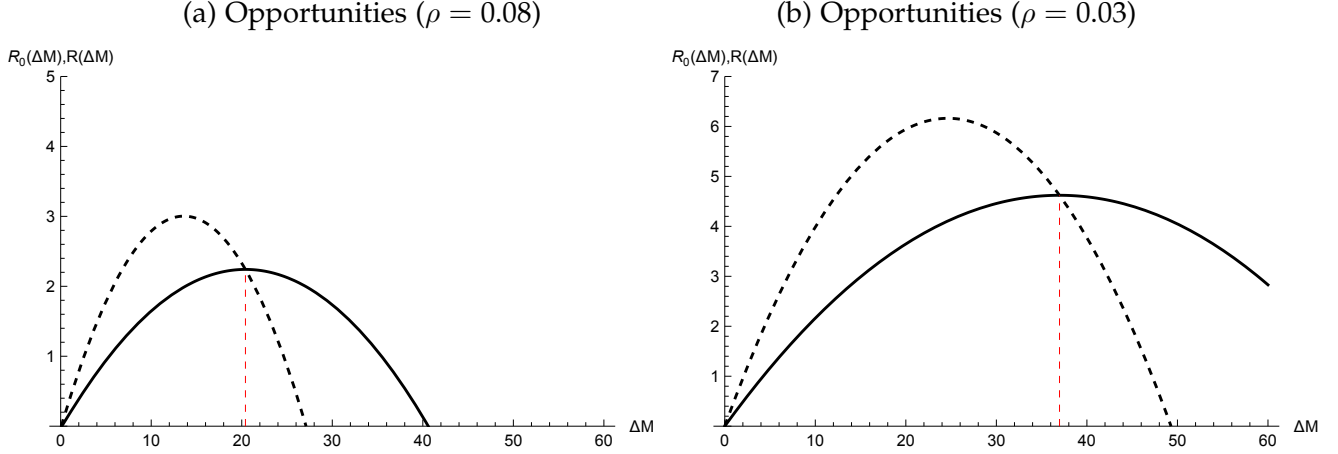 (a) Opportunities (ρ = 0.08)
R₀(ΔM),R(ΔM)
5
4
3
2
1
0 10 20 30 40 50 60 ΔM
(b) Opportunities (ρ = 0.03)
R₀(ΔM),R(ΔM)
7
6
5
4
3
2
1
0 10 20 30 40 50 60 ΔM